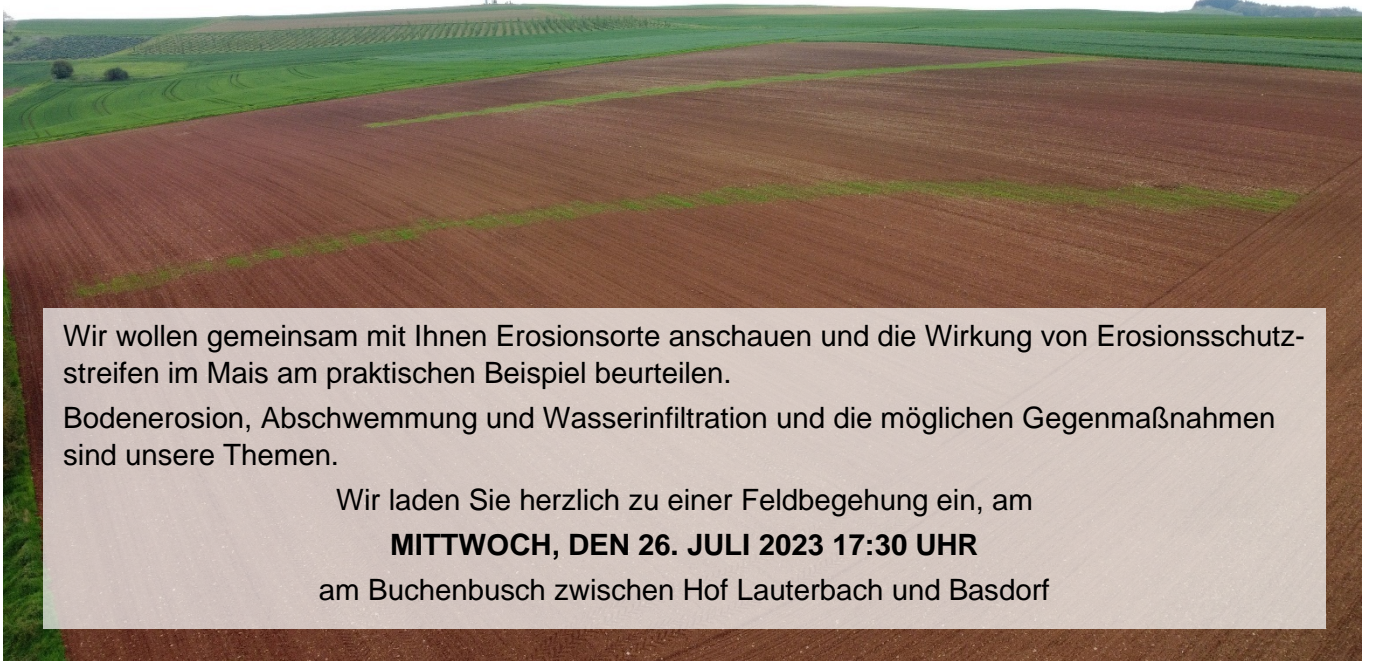 Wir wollen gemeinsam mit Ihnen Erosionsorte anschauen und die Wirkung von Erosionsschutz-
streifen im Mais am praktischen Beispiel beurteilen.
Bodenerosion, Abschwemmung und Wasserinfiltration und die möglichen Gegenmaßnahmen
sind unsere Themen.
Wir laden Sie herzlich zu einer Feldbegehung ein, am
MITTWOCH, DEN 26. JULI 2023 17:30 UHR
am Buchenbusch zwischen Hof Lauterbach und Basdorf